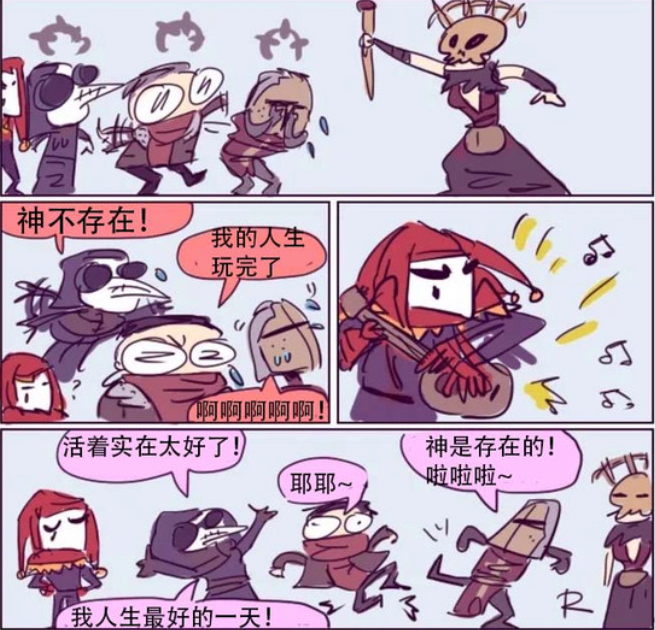 神不存在！
我的人生
玩完了
啊啊啊啊啊！
活着实在太好了！
耶耶~
神是存在的！
啦啦啦~
我人生最好的一天！
R